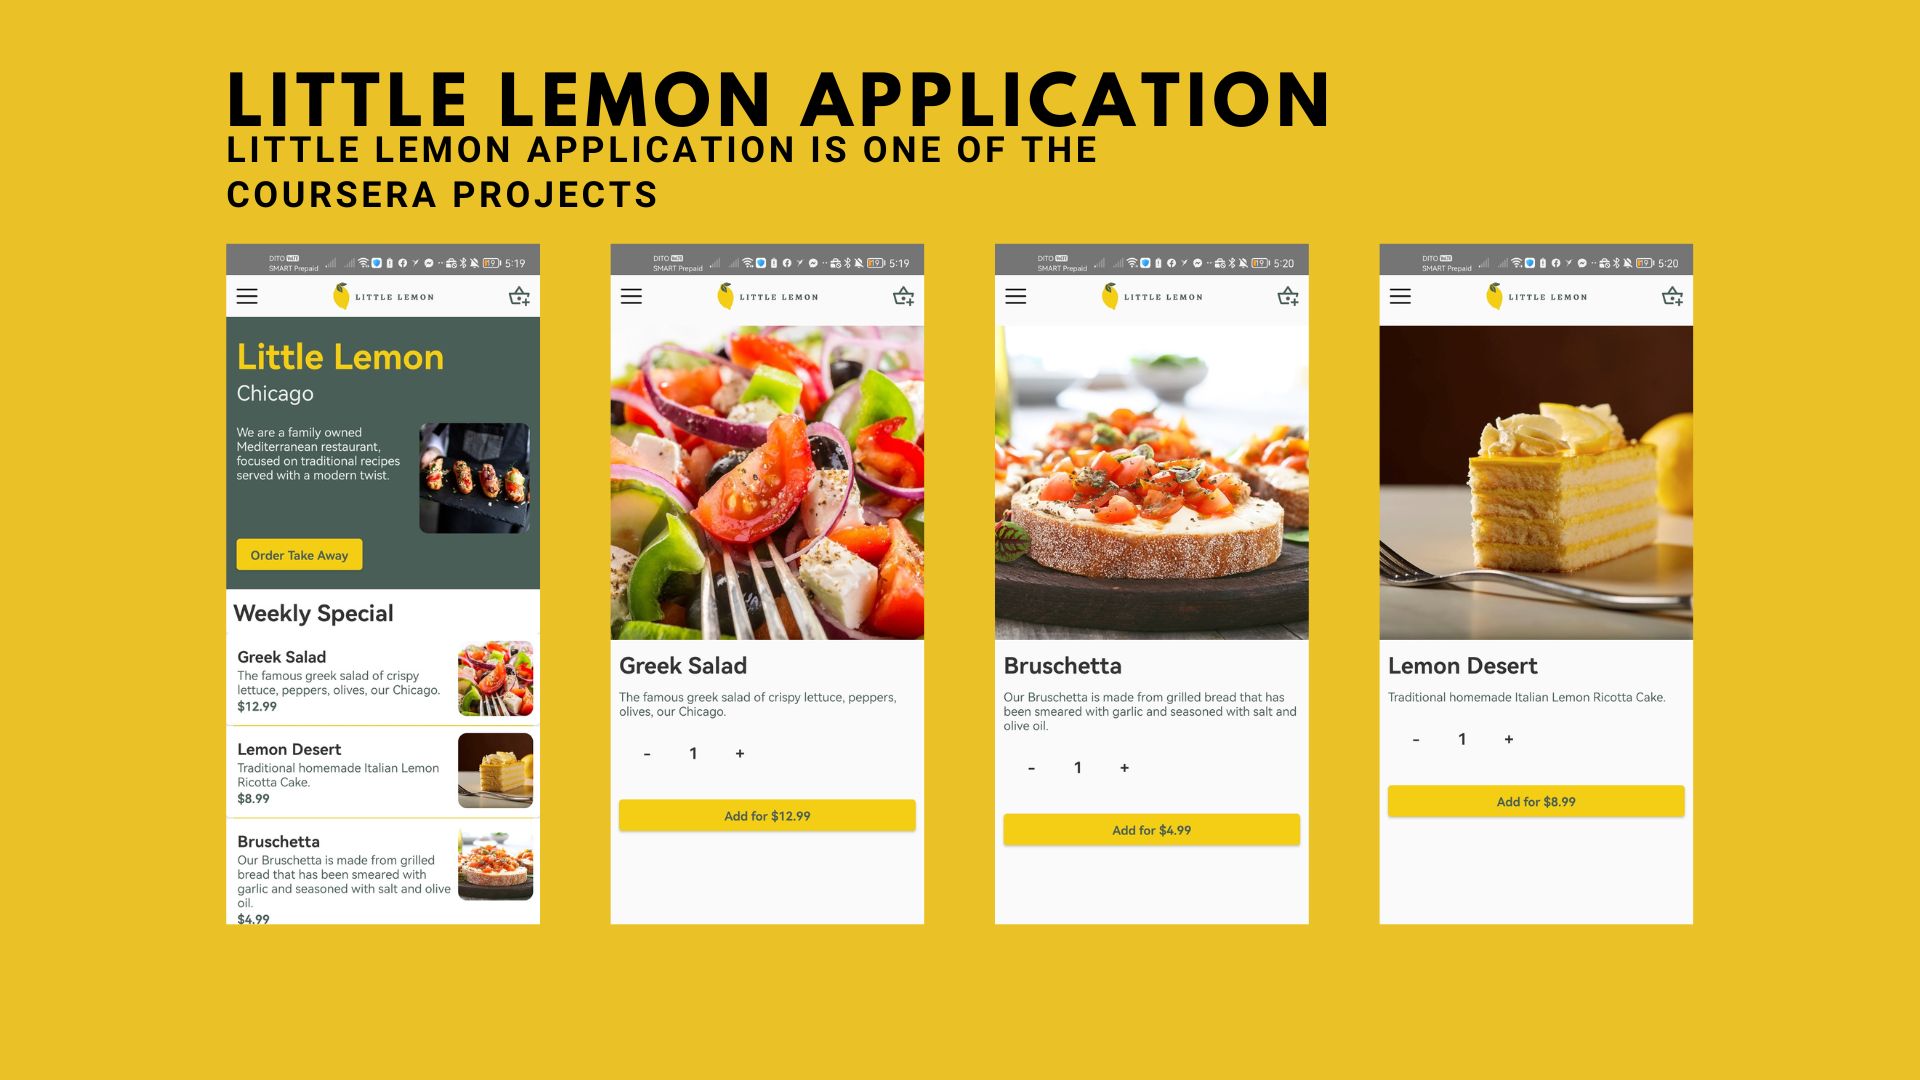 LITTLE LEMON APPLICATION
LITTLE LEMON APPLICATION IS ONE OF THE
COURSERA PROJECTS
DITO
SMART Prepaid
5:19
LITTLE LEMON
Little Lemon
Chicago
We are a family owned
Mediterranean restaurant,
focused on traditional recipes
served with a modern twist.
Order Take Away
Weekly Special
Greek Salad
The famous greek salad of crispy
lettuce, peppers, olives, our Chicago.
$12.99
Lemon Desert
Traditional homemade Italian Lemon
Ricotta Cake.
$8.99
Bruschetta
Our Bruschetta is made from grilled
bread that has been smeared with
garlic and seasoned with salt and olive
oil.
$4.99
DITO
SMART Prepaid
5:19
LITTLE LEMON
Greek Salad
The famous greek salad of crispy lettuce, peppers,
olives, our Chicago.
- 1 +
Add for $12.99
DITO
SMART Prepaid
5:20
LITTLE LEMON
Bruschetta
Our Bruschetta is made from grilled bread that has
been smeared with garlic and seasoned with salt and
olive oil.
- 1 +
Add for $4.99
DITO
SMART Prepaid
5:20
LITTLE LEMON
Lemon Desert
Traditional homemade Italian Lemon Ricotta Cake.
- 1 +
Add for $8.99